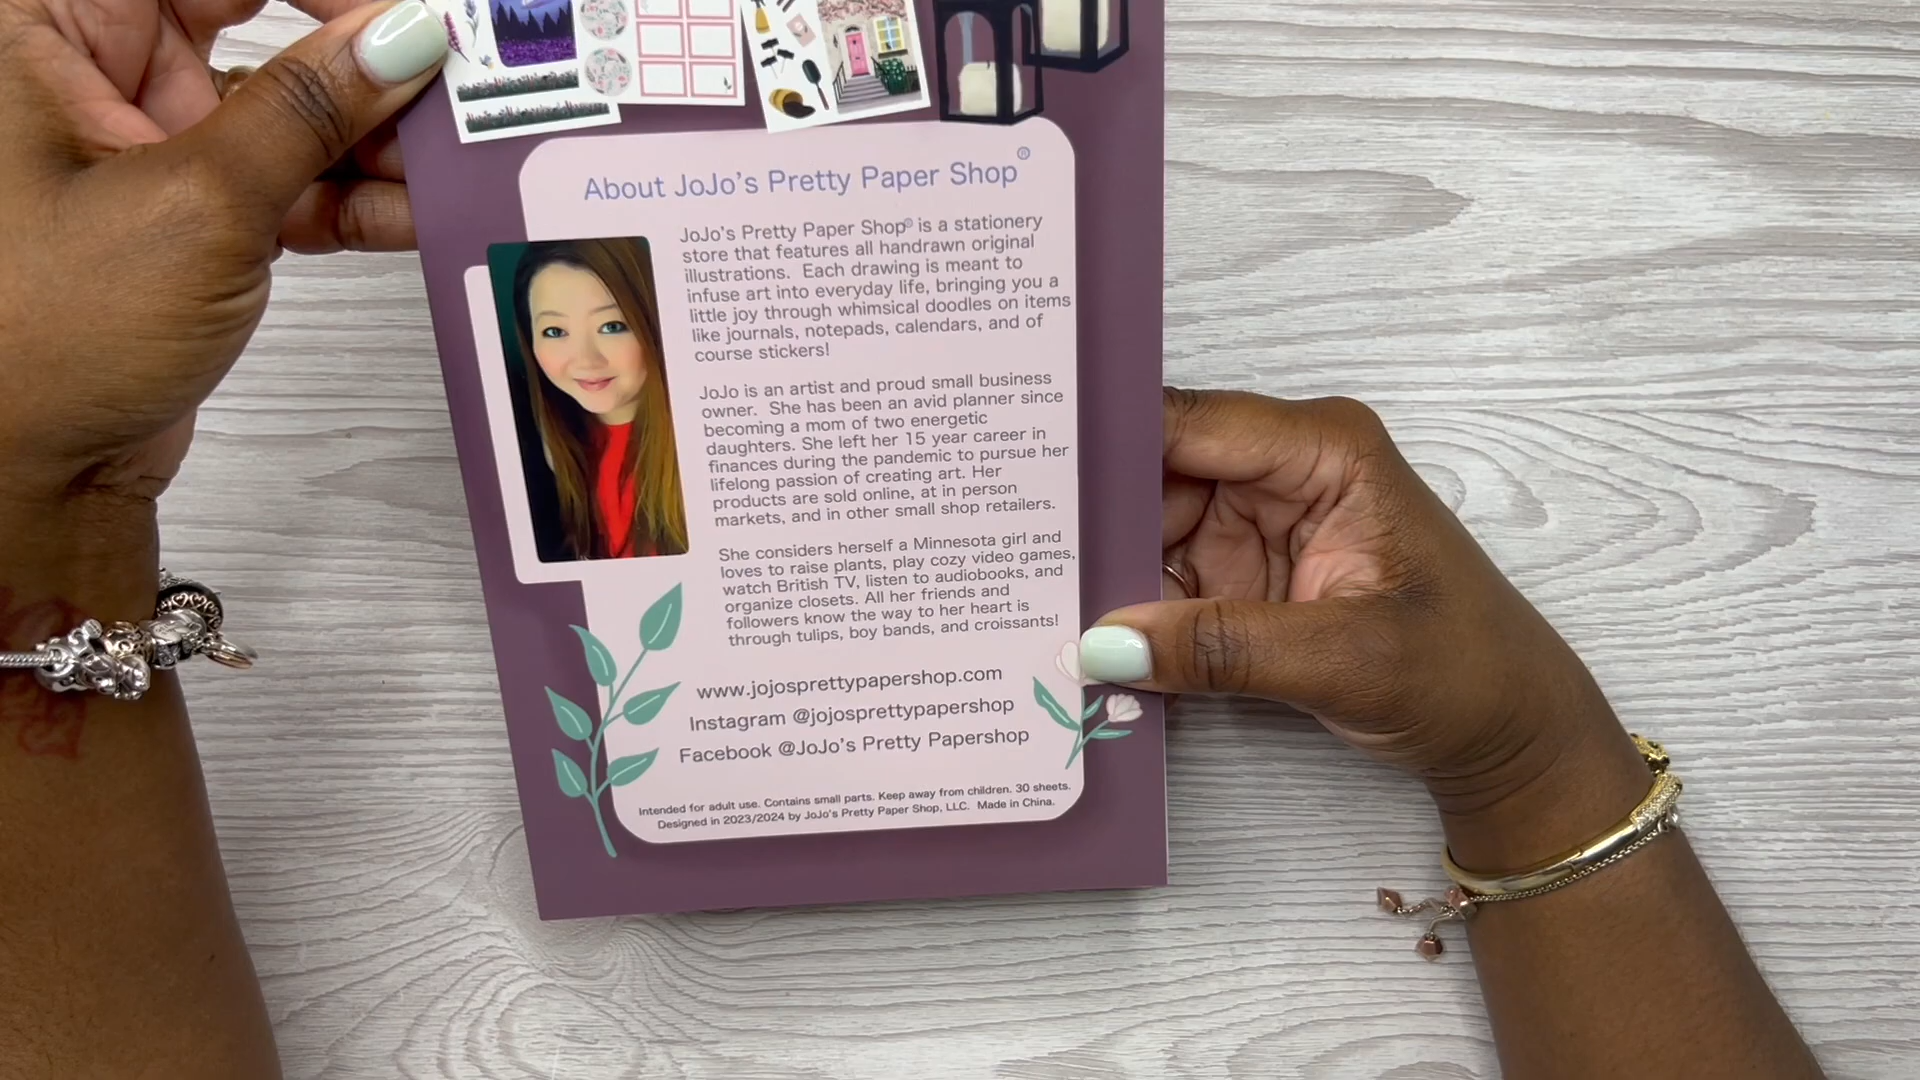 About JoJo's Pretty Paper Shop®
JoJo's Pretty Paper Shop® is a stationery
store that features all handrawn original
illustrations. Each drawing is meant to
infuse art into everyday life, bringing you a
little joy through whimsical doodles on items
like journals, notepads, calendars, and of
course stickers!
JoJo is an artist and proud small business
owner. She has been an avid planner since
becoming a mom of two energetic
daughters. She left her 15 year career in
finances during the pandemic to pursue her
lifelong passion of creating art. Her
products are sold online, at in person
markets, and in other small shop retailers.
She considers herself a Minnesota girl and
loves to raise plants, play cozy video games,
watch British TV, listen to audiobooks, and
organize closets. All her friends and
followers know the way to her heart is
through tulips, boy bands, and croissants!
www.jojosprettypapershop.com
Instagram @jojosprettypapershop
Facebook @JoJo's Pretty Papershop
Intended for adult use. Contains small parts. Keep away from children. 30 sheets.
Designed in 2023/2024 by JoJo's Pretty Paper Shop, LLC. Made in China.